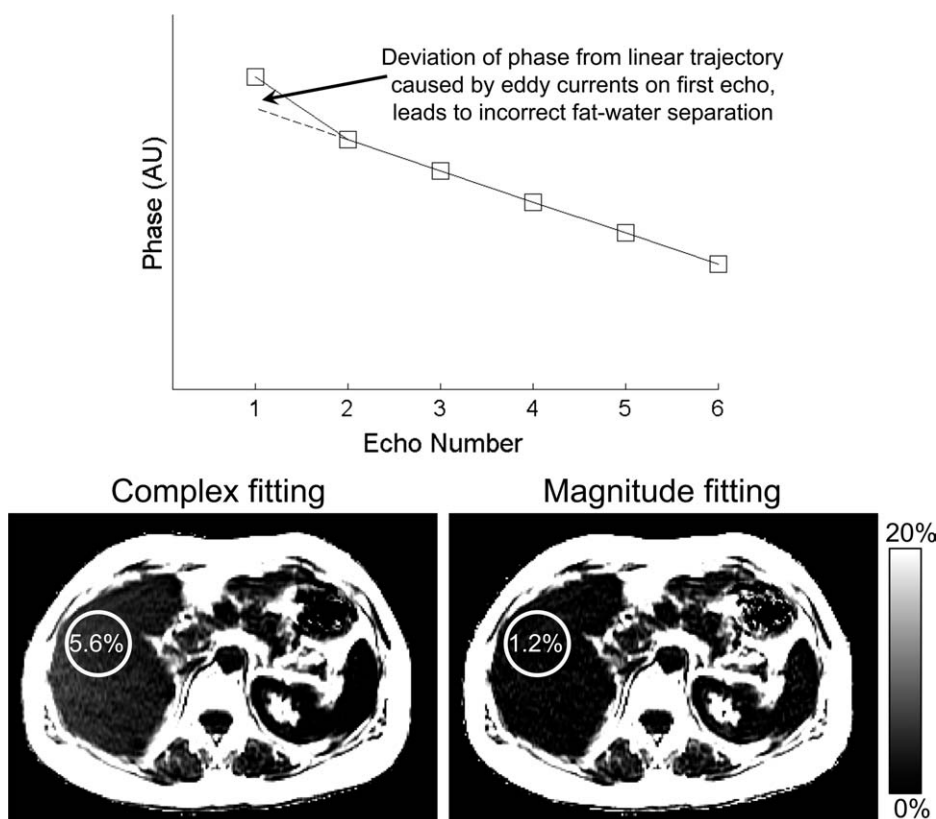 Deviation of phase from linear trajectory
caused by eddy currents on first echo,
leads to incorrect fat-water separation
Phase (AU)
1 2 3 4 5 6
Echo Number
Complex fitting Magnitude fitting
20%
5.6% 1.2%
0%